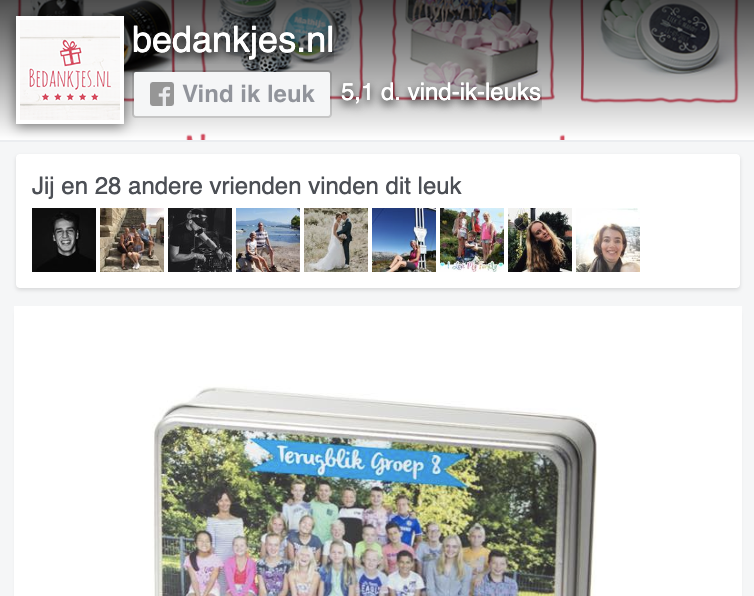 bedankjes.nl
BEDANKJES.NL
Vind ik leuk
5,1 d. vind-ik-leuks
Jij en 28 andere vrienden vinden dit leuk
Terugblik Groep 8